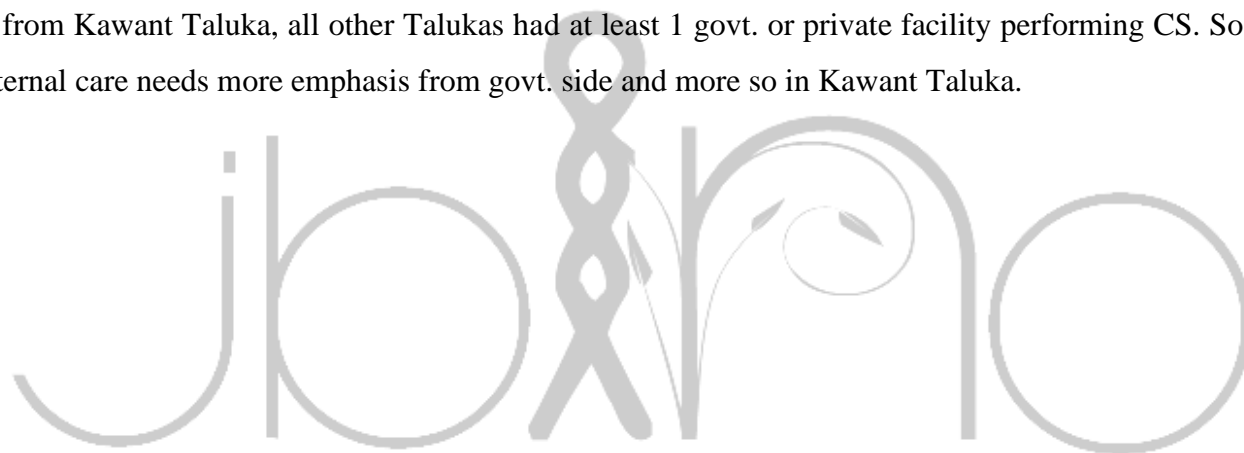 from Kawant Taluka, all other Talukas had at least 1 govt. or private facility performing CS. So
ternal care needs more emphasis from govt. side and more so in Kawant Taluka.
jbino